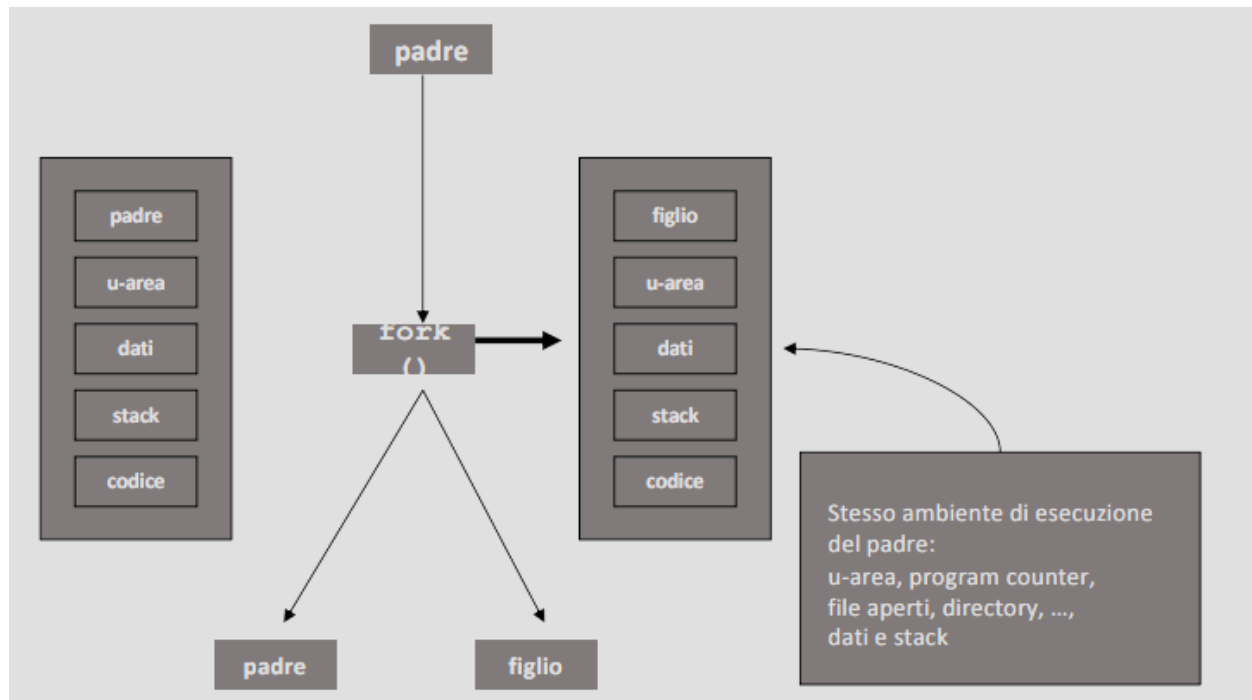 padre
padre
u-area
dati
stack
codice
fork
()
figlio
u-area
dati
stack
codice
Stesso ambiente di esecuzione
del padre:
u-area, program counter,
file aperti, directory, …,
dati e stack
padre
figlio